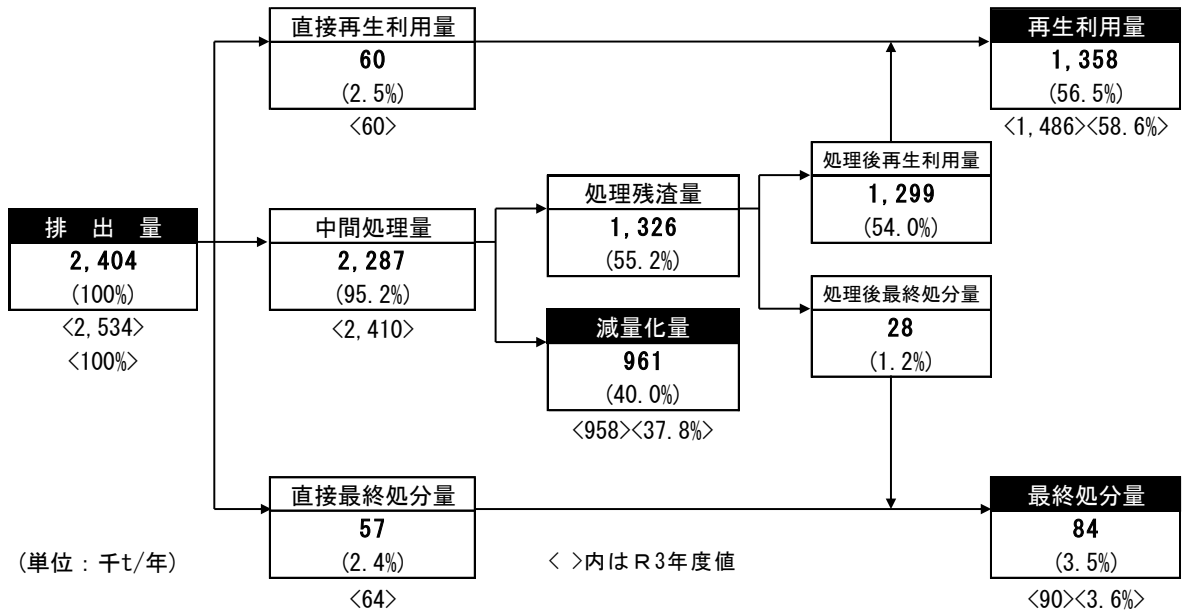 直接再生利用量
60
(2.5%)
<60>
再生利用量
1,358
(56.5%)
<1,486><58.6%>
処理後再生利用量
1,299
(54.0%)
処理残渣量
1,326
(55.2%)
排 出 量
2,404
(100%)
<2,534>
<100%>
中間処理量
2,287
(95.2%)
<2,410>
処理後最終処分量
28
(1.2%)
減量化量
961
(40.0%)
<958><37.8%>
直接最終処分量
57
(2.4%)
<64>
最終処分量
84
(3.5%)
<90><3.6%>
(単位：千t/年)
< >内はR3年度値